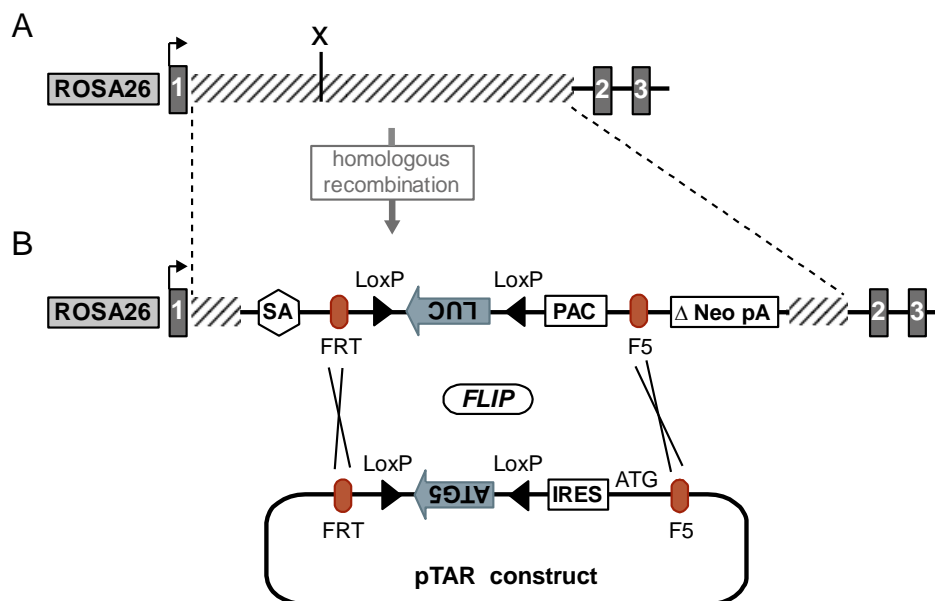 A
X
ROSA26 1 2 3
homologous
recombination
B
LoxP LoxP
ROSA26 1 SA LUC PAC Δ Neo pA 2 3
FRT F5
FLIP
LoxP LoxP ATG
ATG5 IRES
FRT F5
pTAR construct